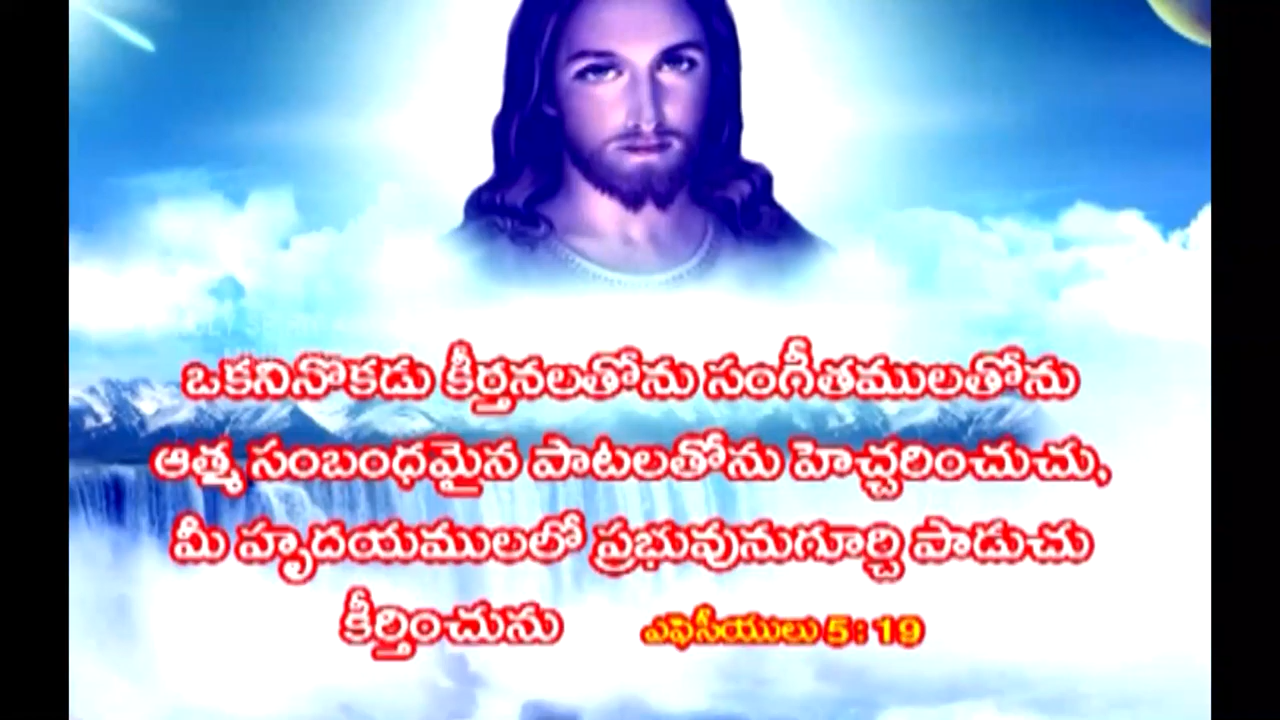 ఒకనినొకడు కీర్తనలతోను సంగీతములతోను
ఆత్మ సంబంధమైన పాటలతోను హెచ్చరించుచు,
మీ హృదయములలో ప్రభువునుగూర్చి పాడుచు
కీర్తించును ఎఫెసీయులు 5: 19